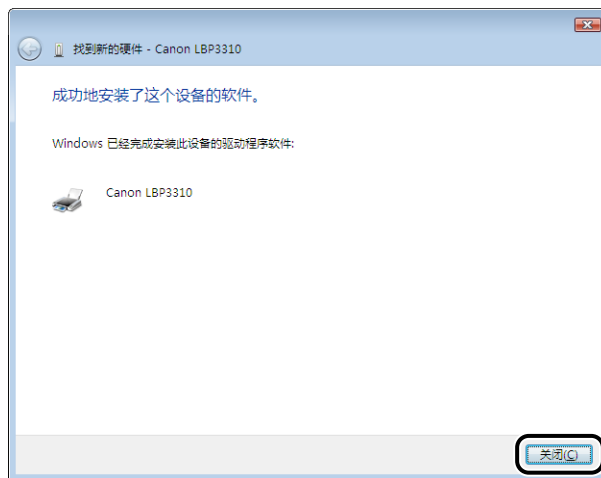 找到新的硬件 - Canon LBP3310
成功地安装了这个设备的软件。
Windows 已经完成安装此设备的驱动程序软件:
Canon LBP3310
关闭(C)